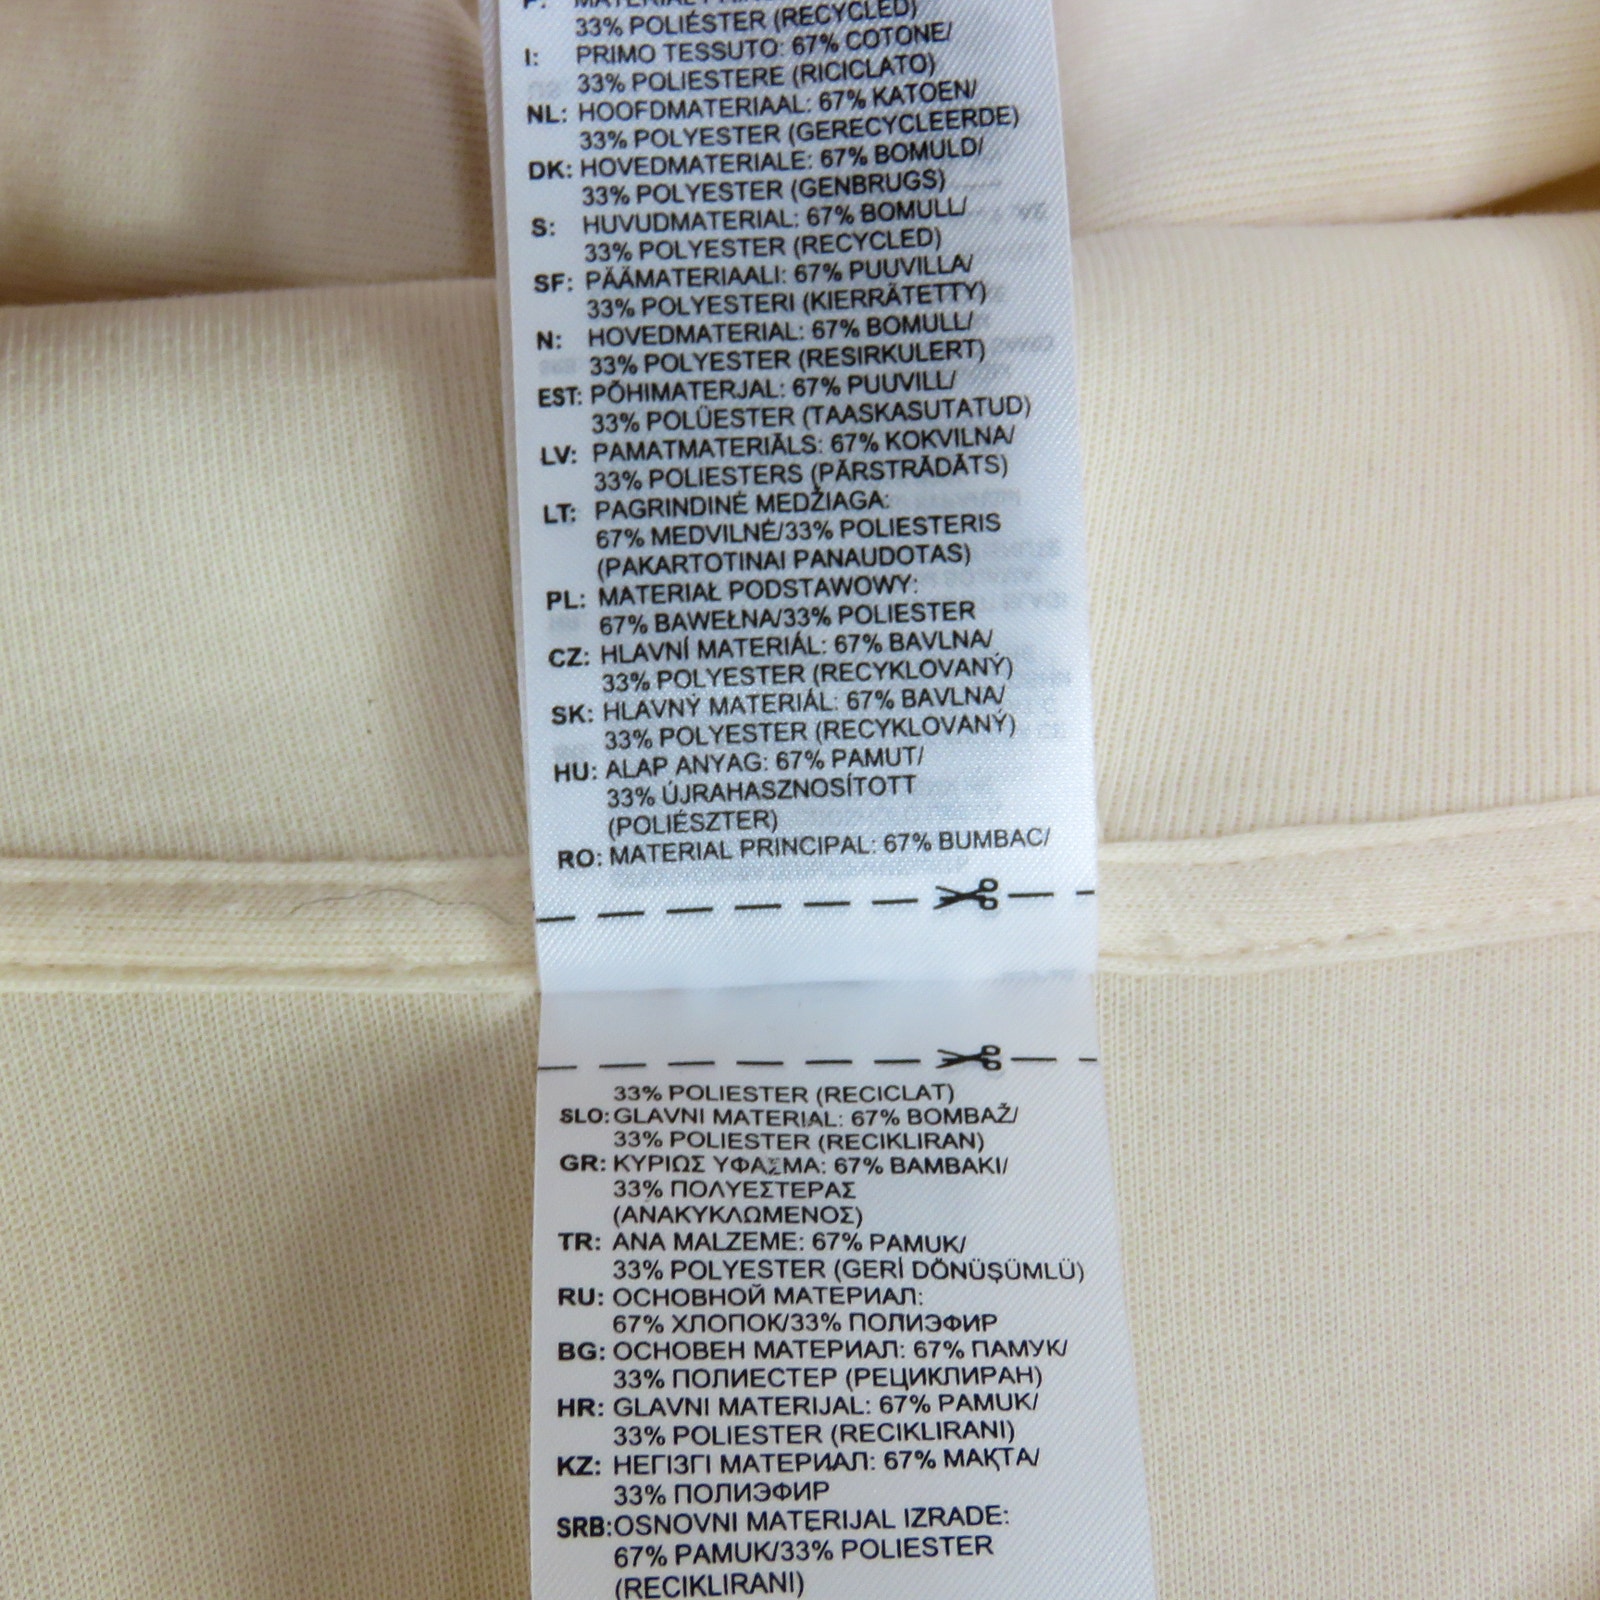 33% POLIÉSTER (RECYCLED)
I: PRIMO TESSUTO: 67% COTONE/
33% POLIESTERE (RICICLATO)
NL: HOOFDMATERIAAL: 67% KATOEN/
33% POLYESTER (GERECYCLEERDE)
DK: HOVEDMATERIALE: 67% BOMULD/
33% POLYESTER (GENBRUGS)
S: HUVUDMATERIAL: 67% BOMULL/
33% POLYESTER (RECYCLED)
SF: PÄÄMATERIAALI: 67% PUUVILLA/
33% POLYESTERI (KIERRÄTETTY)
N: HOVEDMATERIAL: 67% BOMULL/
33% POLYESTER (RESIRKULERT)
EST: PÕHIMATERJAL: 67% PUUVILL/
33% POLÜESTER (TAASKASUTATUD)
LV: PAMATMATERIĀLS: 67% KOKVILNA/
33% POLIESTERS (PĀRSTRĀDĀTS)
LT: PAGRINDINĖ MEDŽIAGA:
67% MEDVILNĖ/33% POLIESTERIS
(PAKARTOTINAI PANAUDOTAS)
PL: MATERIAŁ PODSTAWOWY:
67% BAWEŁNA/33% POLIESTER
CZ: HLAVNÍ MATERIÁL: 67% BAVLNA/
33% POLYESTER (RECYKLOVANÝ)
SK: HLAVNÝ MATERIÁL: 67% BAVLNA/
33% POLYESTER (RECYKLOVANÝ)
HU: ALAP ANYAG: 67% PAMUT/
33% ÚJRAHASZNOSÍTOTT
(POLIÉSZTER)
RO: MATERIAL PRINCIPAL: 67% BUMBAC/
33% POLIESTER (RECICLAT)
SLO: GLAVNI MATERIAL: 67% BOMBAŽ/
33% POLIESTER (RECIKLIRAN)
GR: ΚΥΡΙΩΣ ΥΦΑΣΜΑ: 67% BAMBAKI/
33% ΠΟΛΥΕΣΤΕΡΑΣ
(ΑΝΑΚΥΚΛΩΜΕΝΟΣ)
TR: ANA MALZEME: 67% PAMUK/
33% POLYESTER (GERİ DÖNÜŞÜMLÜ)
RU: ОСНОВНОЙ МАТЕРИАЛ:
67% ХЛОПОК/33% ПОЛИЭФИР
BG: ОСНОВЕН МАТЕРИАЛ: 67% ПАМУК/
33% ПОЛИЕСТЕР (РЕЦИКЛИРАН)
HR: GLAVNI MATERIJAL: 67% PAMUK/
33% POLIESTER (RECIKLIRANI)
KZ: НЕГІЗГІ МАТЕРИАЛ: 67% МАҚТА/
33% ПОЛИЭФИР
SRB: OSNOVNI MATERIJAL IZRADE:
67% PAMUK/33% POLIESTER
(RECIKLIRANI)